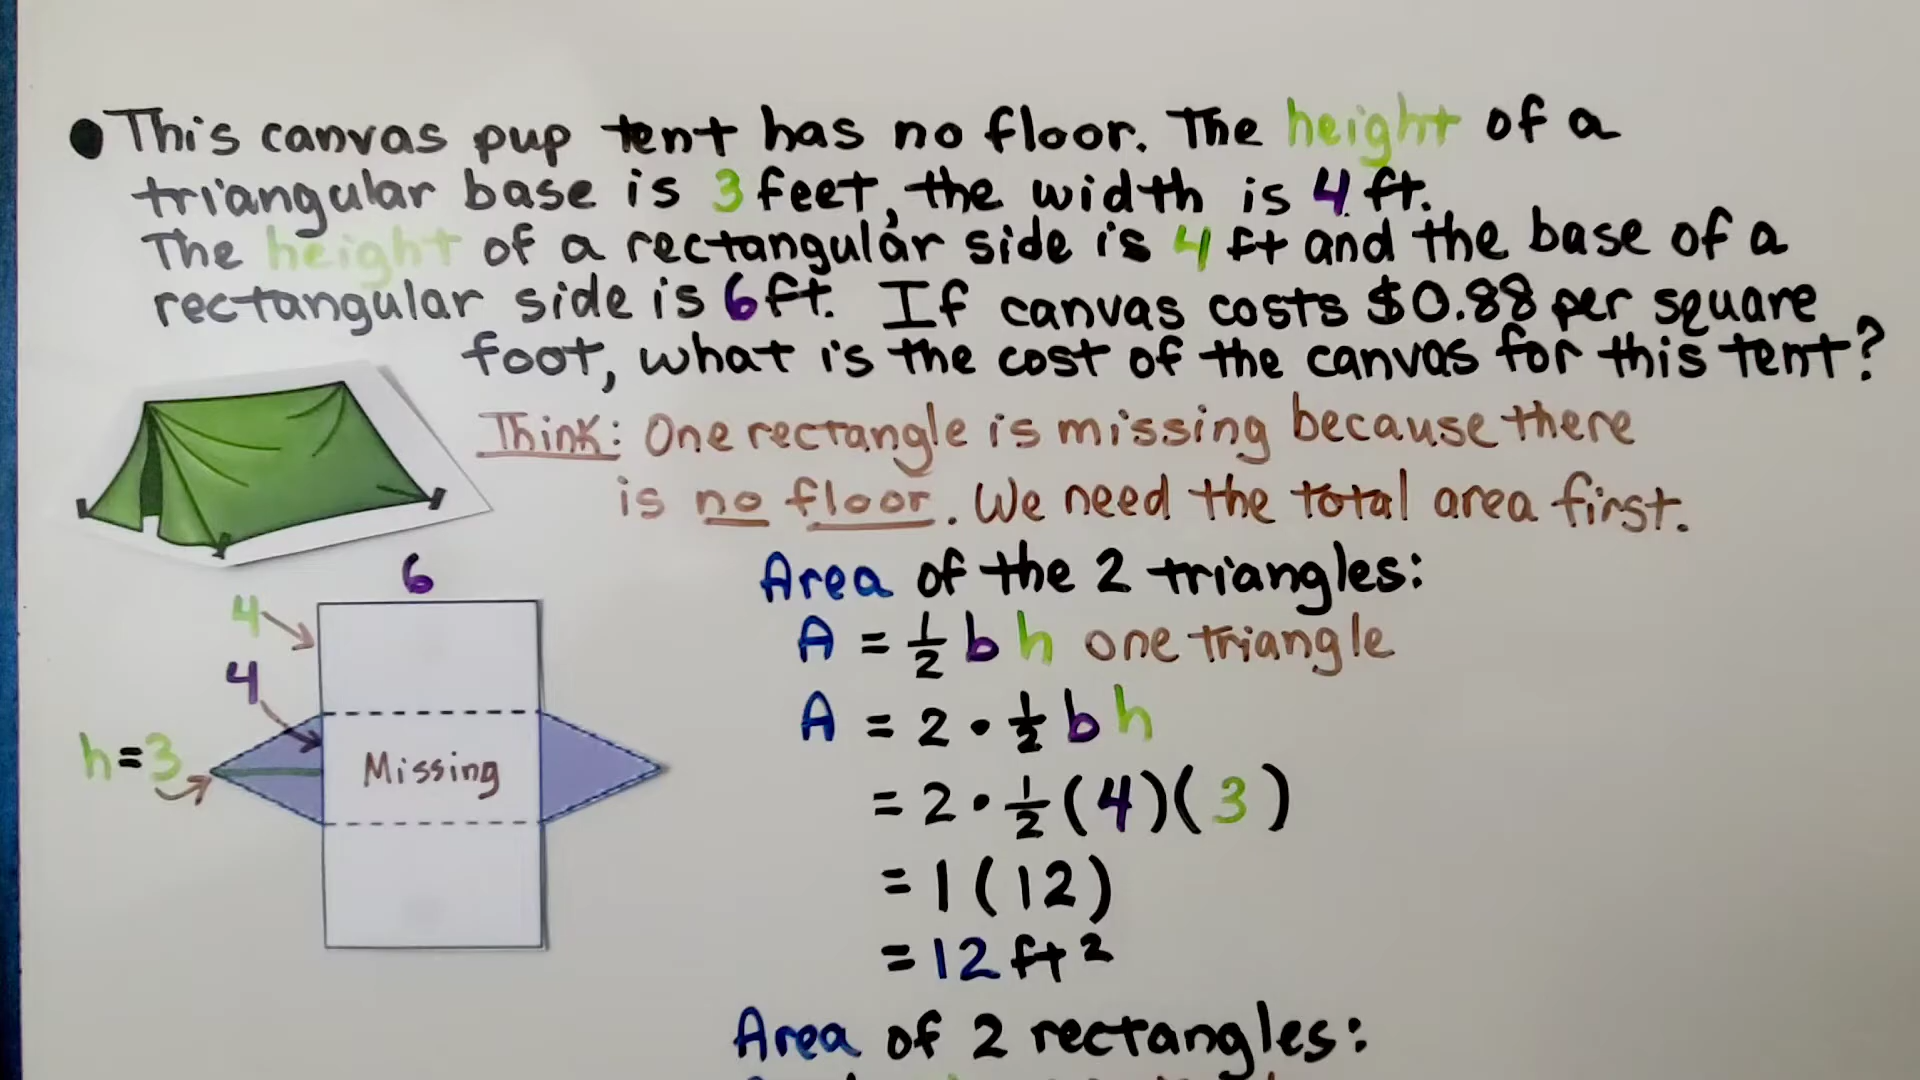 This canvas pup tent has no floor. The height of a
triangular base is 3 feet, the width is 4 ft.
The height of a rectangular side is 4 ft and the base of a
rectangular side is 6 ft. If canvas costs $0.88 per square
foot, what is the cost of the canvas for this tent?
Think: One rectangle is missing because there
is no floor. We need the total area first.
6
4
4
h=3
Missing
Area of the 2 triangles:
A = 1/2 b h one triangle
A = 2 • 1/2 b h
= 2 • 1/2 (4)(3)
= 1(12)
= 12 ft²
Area of 2 rectangles: